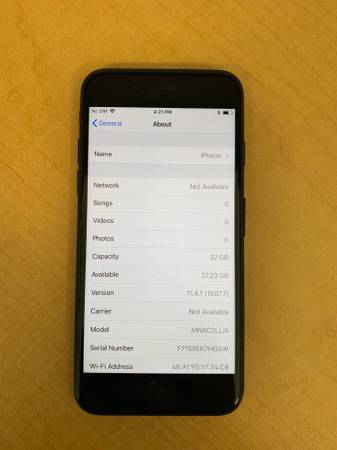 No SIM 4:21 PM
General About
Name iPhone
Network Not Available
Songs 0
Videos 0
Photos 0
Capacity 32 GB
Available 27.23 GB
Version 11.4.1 (15G77)
Carrier Not Available
Model MNAC2LL/A
Serial Number F71SXEK7HG6W
Wi-Fi Address 48:A1:95:17:34:C8